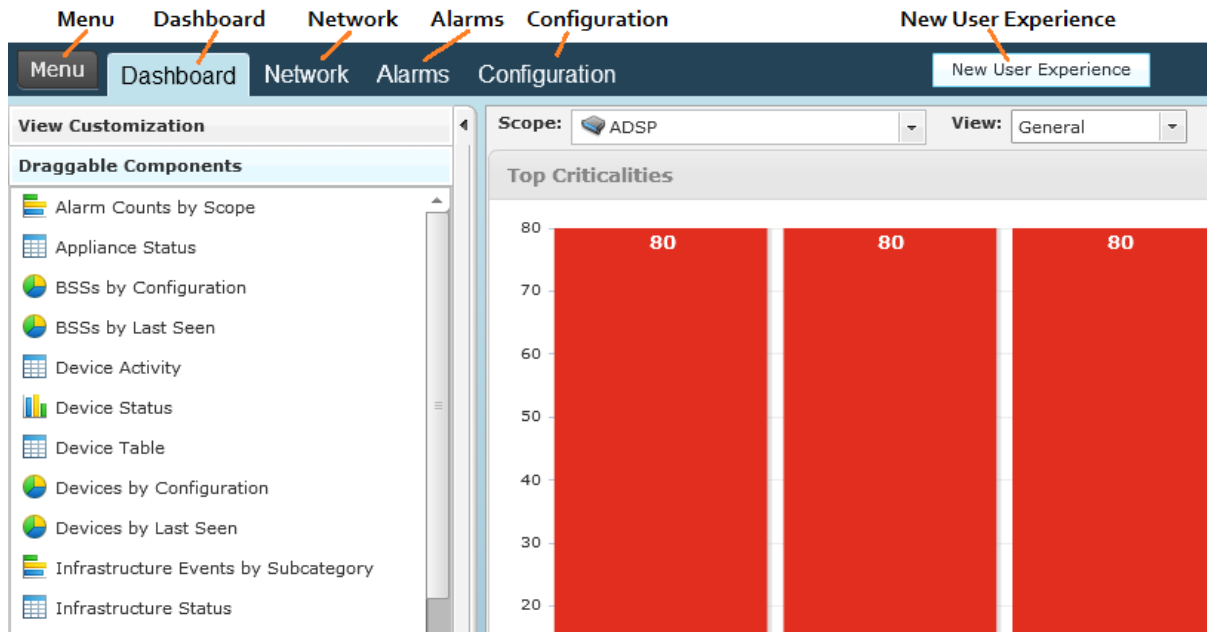 Menu Dashboard Network Alarms Configuration New User Experience
Menu Dashboard Network Alarms Configuration New User Experience
View Customization
Draggable Components
Alarm Counts by Scope
Appliance Status
BSSs by Configuration
BSSs by Last Seen
Device Activity
Device Status
Device Table
Devices by Configuration
Devices by Last Seen
Infrastructure Events by Subcategory
Infrastructure Status
Scope: ADSP View: General
Top Criticalities
80 80 80 80
70
60
50
40
30
20